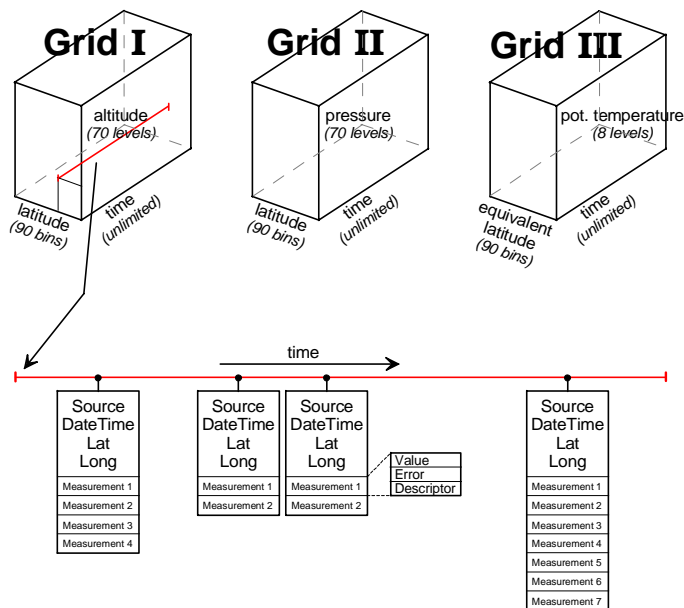 Grid I
altitude
(70 levels)
latitude
(90 bins)
time
(unlimited)
Grid II
pressure
(70 levels)
latitude
(90 bins)
time
(unlimited)
Grid III
pot. temperature
(8 levels)
equivalent
latitude
(90 bins)
time
(unlimited)
time
Source
DateTime
Lat
Long
Measurement 1
Measurement 2
Measurement 3
Measurement 4
Source
DateTime
Lat
Long
Measurement 1
Measurement 2
Source
DateTime
Lat
Long
Measurement 1
Measurement 2
Value
Error
Descriptor
Source
DateTime
Lat
Long
Measurement 1
Measurement 2
Measurement 3
Measurement 4
Measurement 5
Measurement 6
Measurement 7